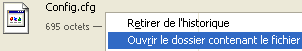 Config.cfg
695 octets —
Retirer de l'historique
Ouvrir le dossier contenant le fichier